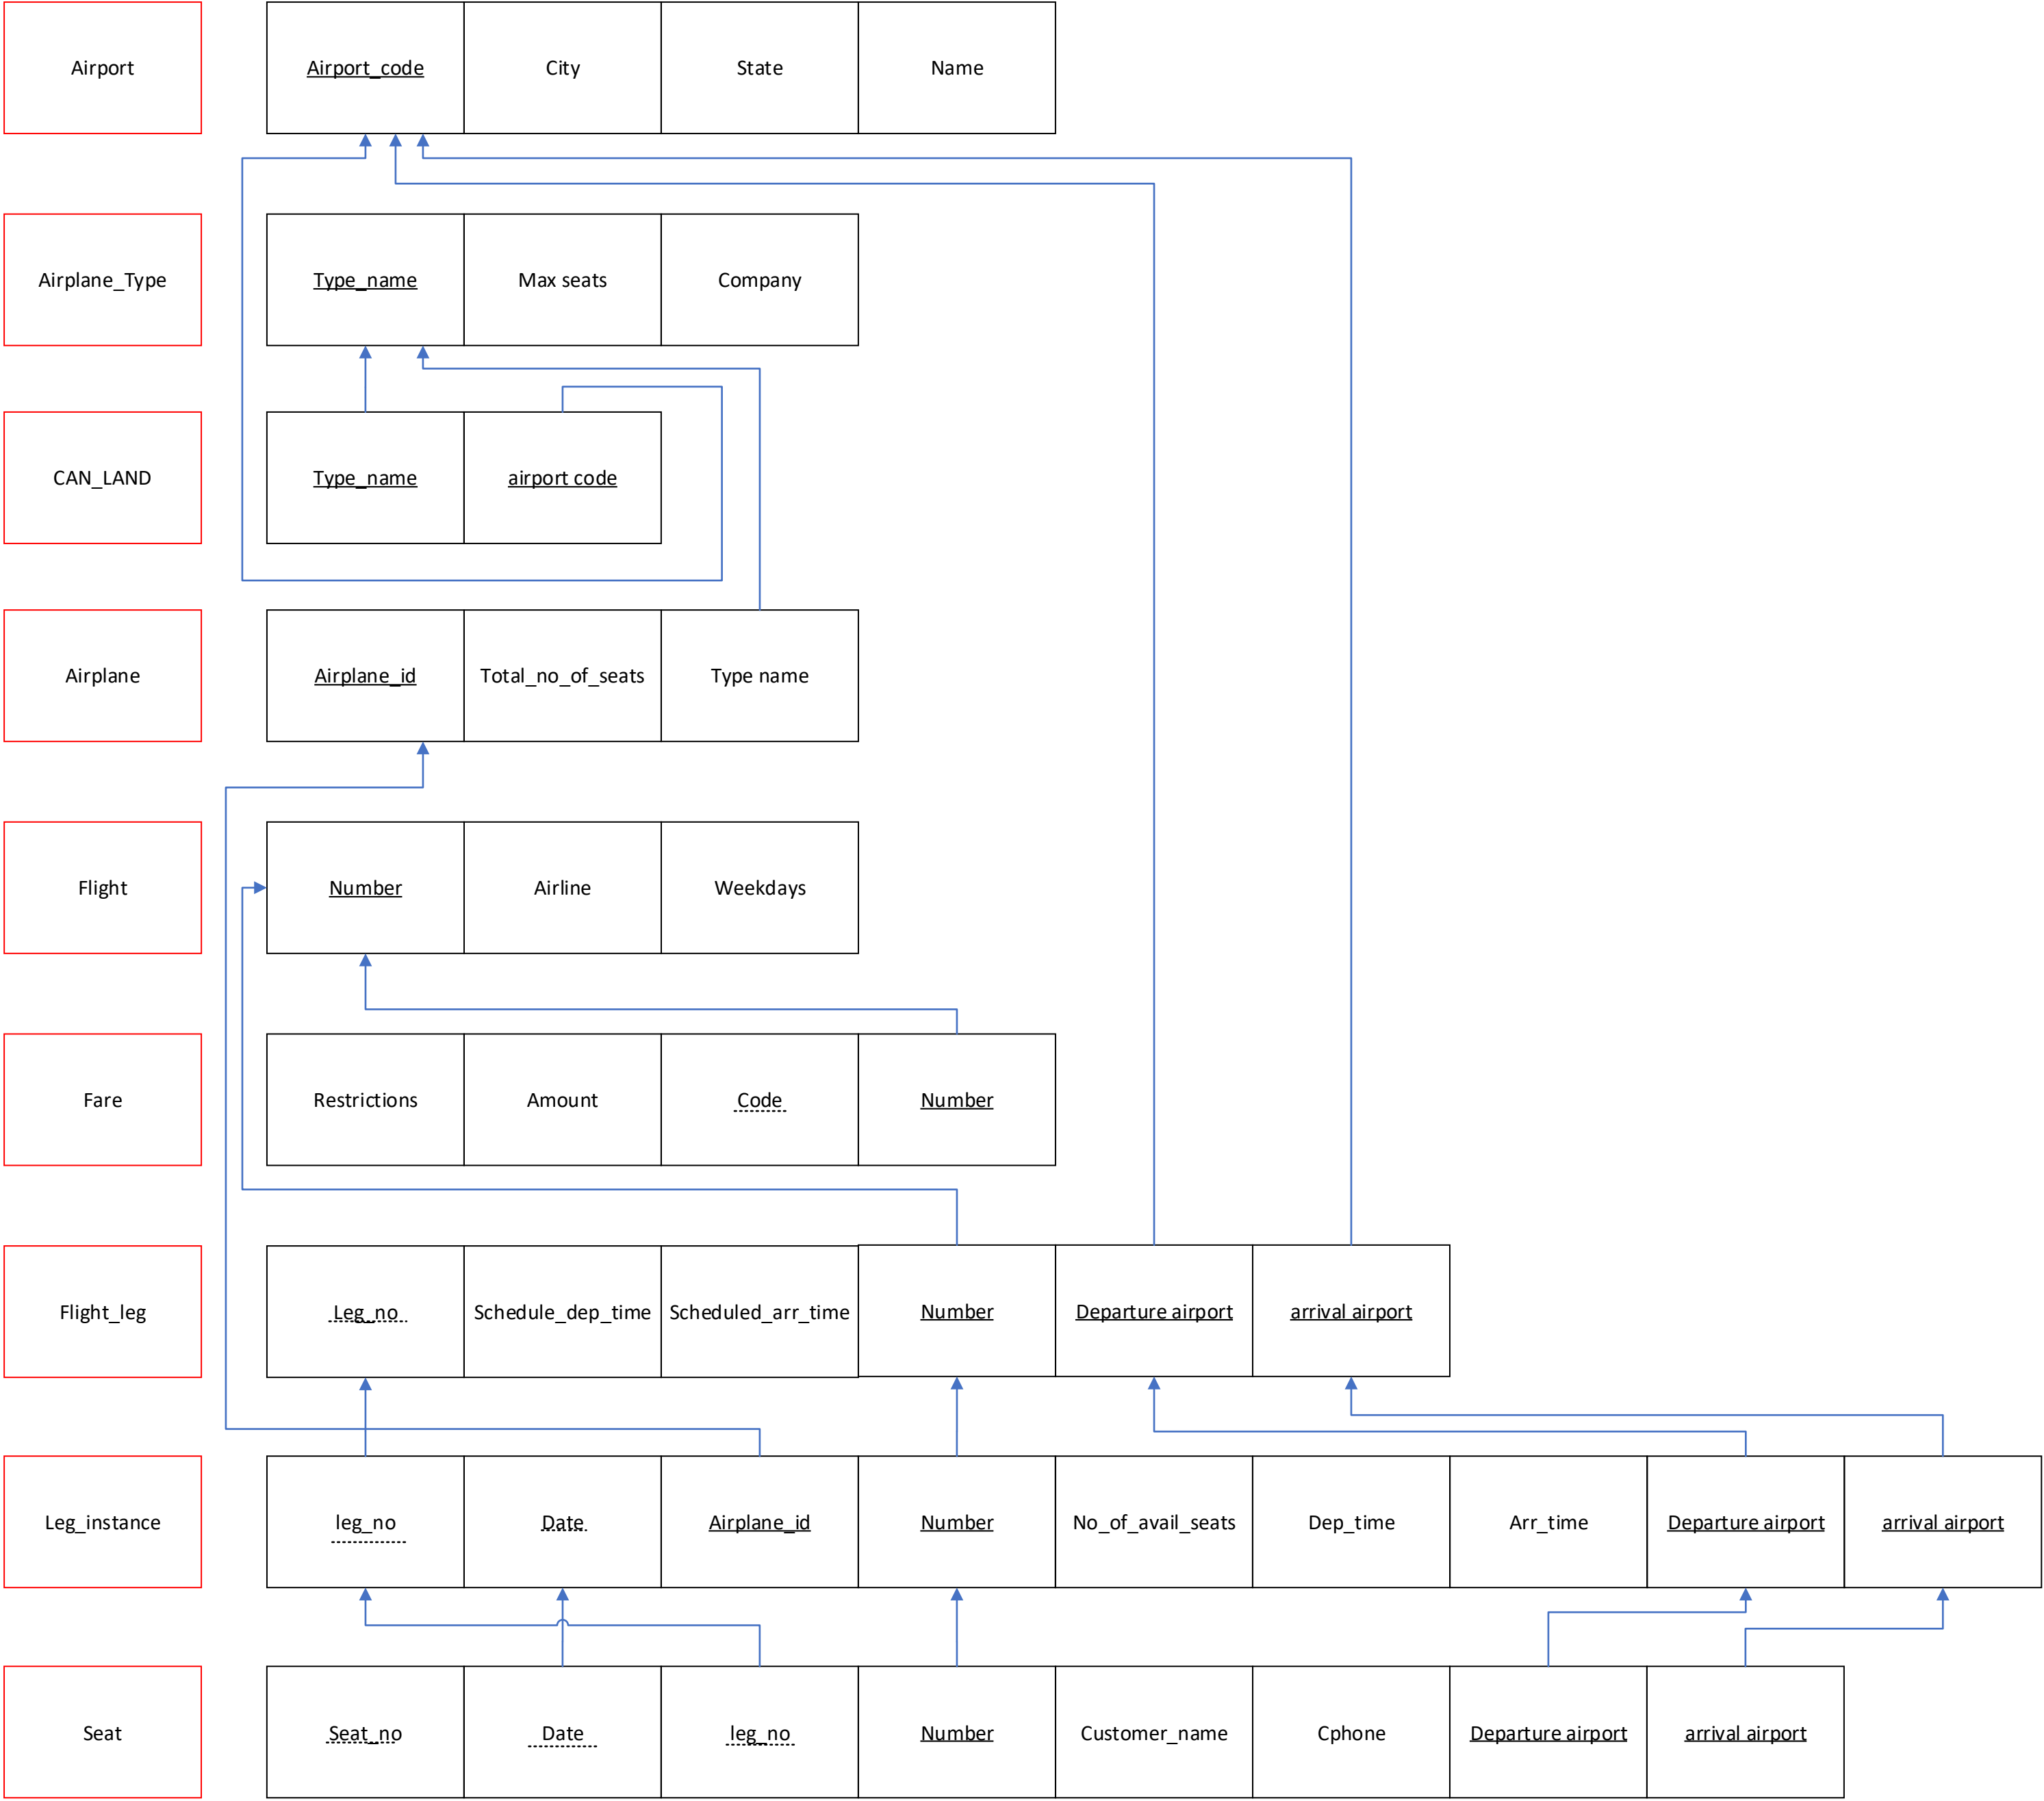 Airport
Airport_code
City
State
Name
Airplane_Type
Type_name
Max seats
Company
CAN_LAND
Type_name
airport code
Airplane
Airplane_id
Total_no_of_seats
Type name
Flight
Number
Airline
Weekdays
Fare
Restrictions
Amount
Code
Number
Flight_leg
Leg_no
Schedule_dep_time
Scheduled_arr_time
Number
Departure airport
arrival airport
Leg_instance
leg_no
Date
Airplane_id
Number
No_of_avail_seats
Dep_time
Arr_time
Departure airport
arrival airport
Seat
Seat_no
Date
leg_no
Number
Customer_name
Cphone
Departure airport
arrival airport